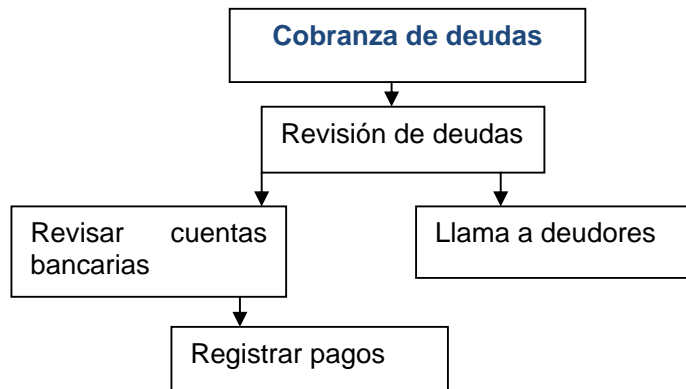 Cobranza de deudas
Revisión de deudas
Revisar cuentas
bancarias
Llama a deudores
Registrar pagos